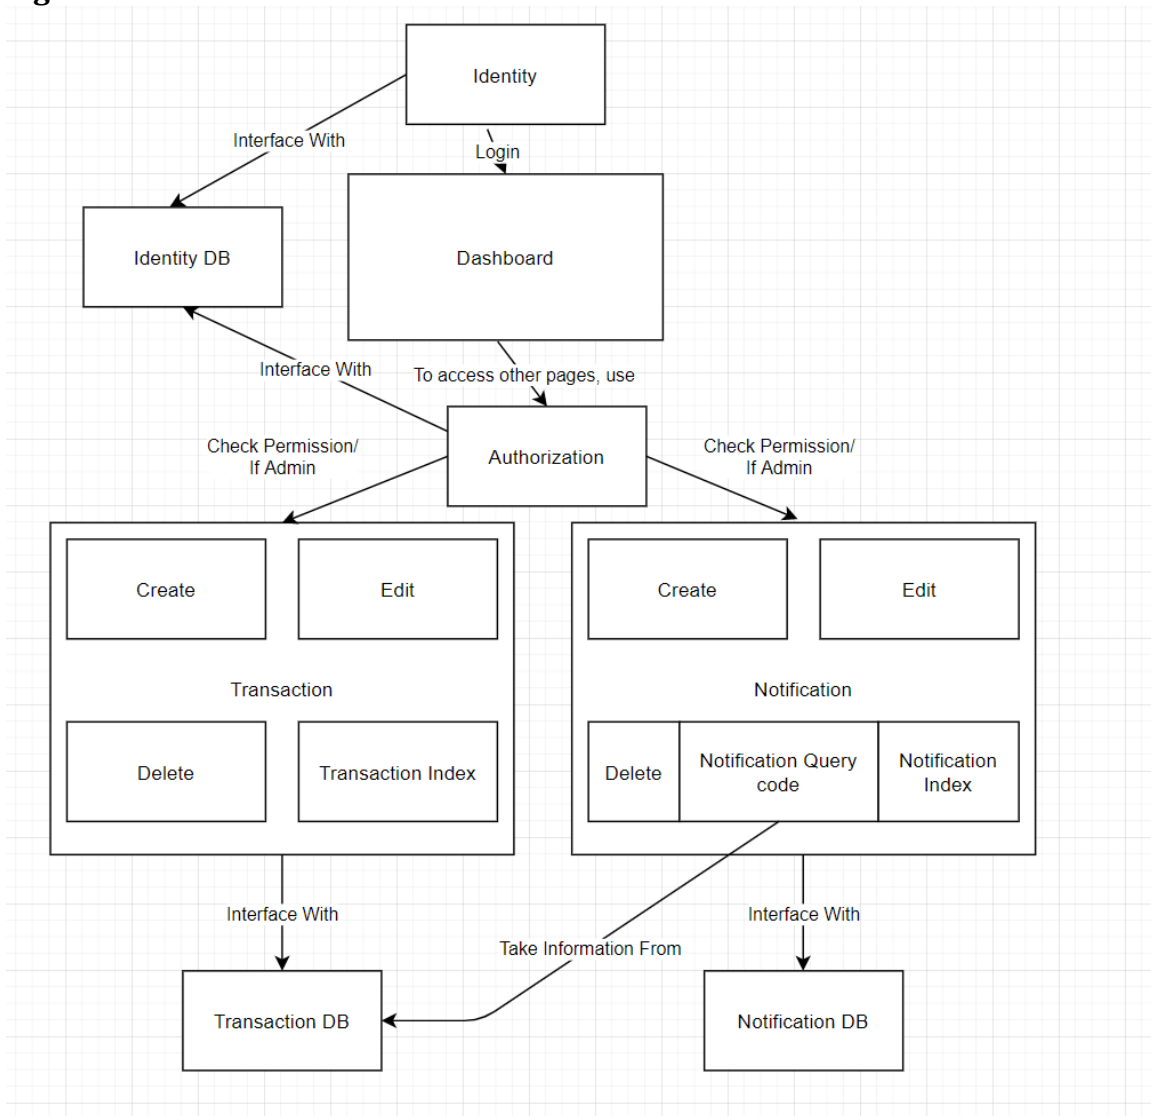 Identity
Interface With
Login
Identity DB
Dashboard
Interface With
To access other pages, use
Check Permission/
If Admin
Authorization
Check Permission/
If Admin
Create
Edit
Create
Edit
Transaction
Notification
Delete
Transaction Index
Delete
Notification Query
code
Notification
Index
Interface With
Interface With
Take Information From
Transaction DB
Notification DB